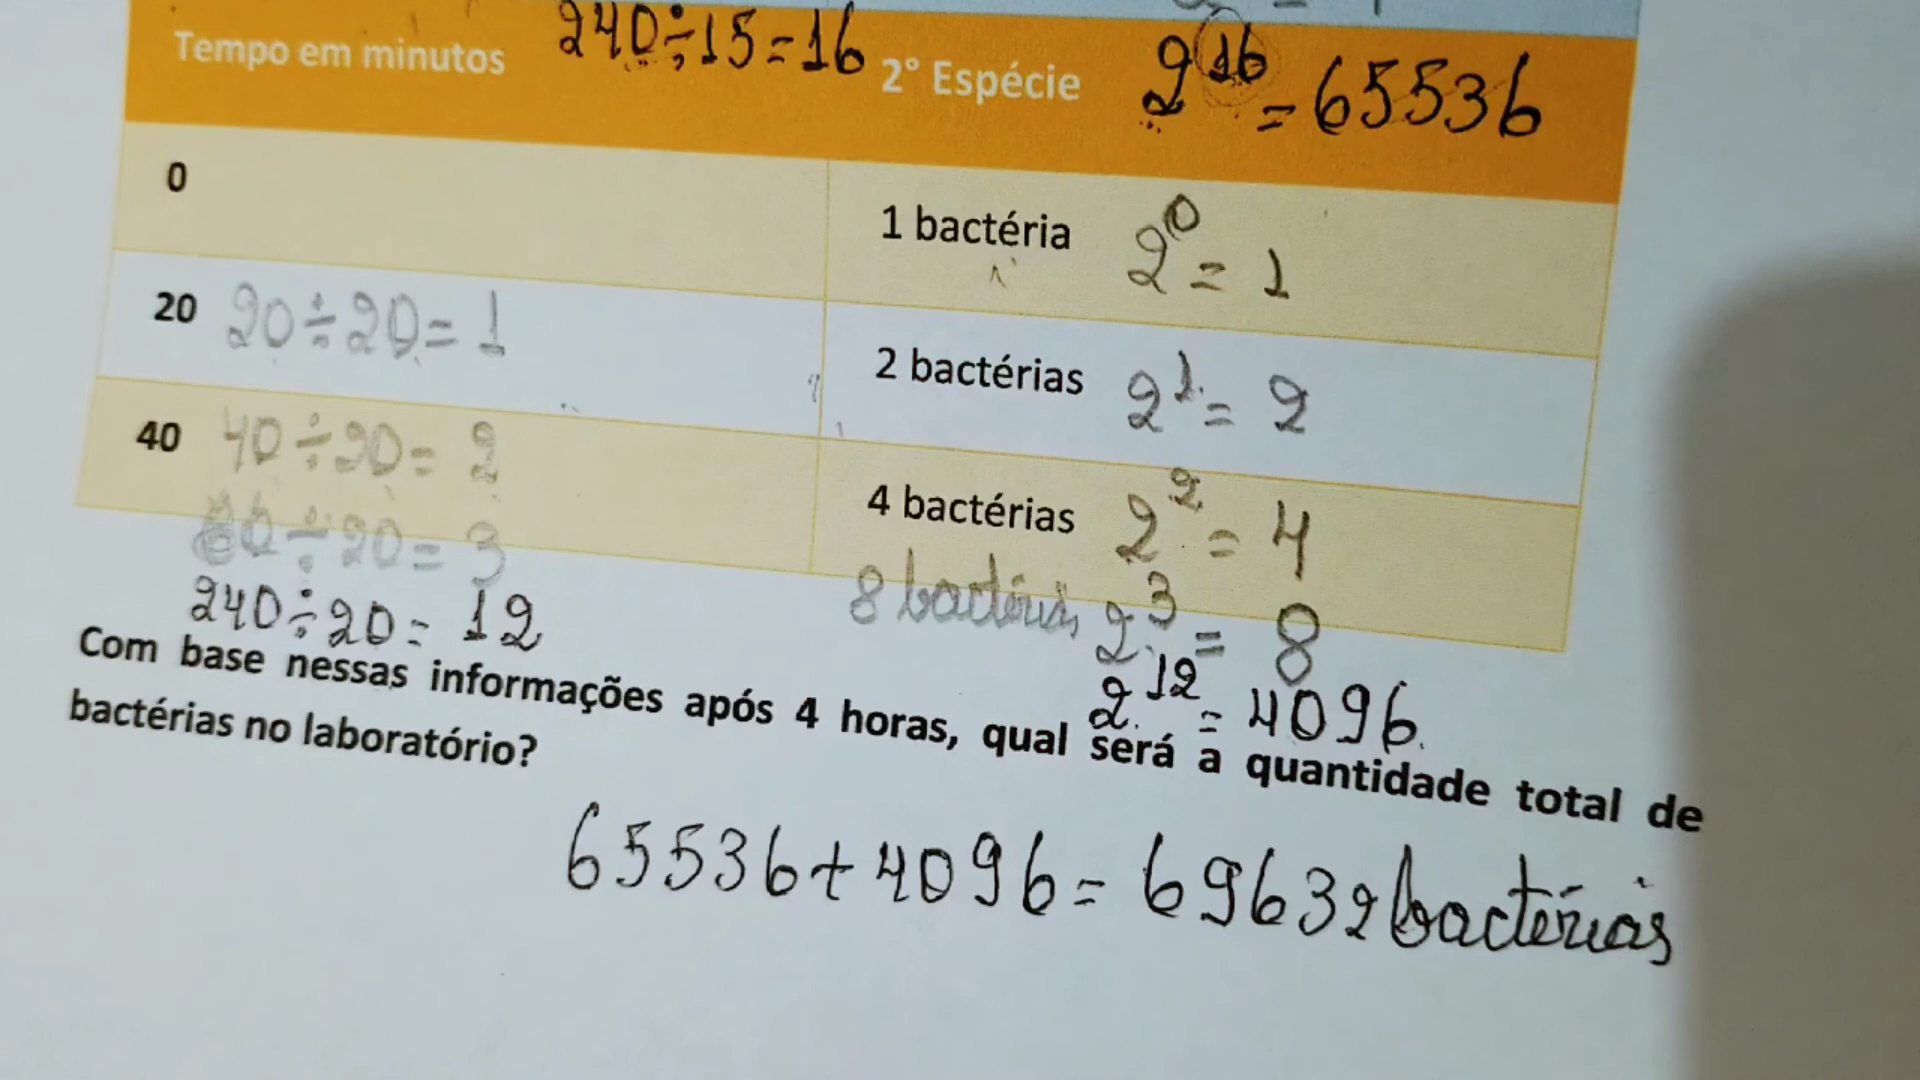 240÷15=16
Tempo em minutos 2° Espécie 2^16 = 65536
0 1 bactéria 2^0 = 1
20 20÷20=1 2 bactérias 2^1 = 2
40 40÷20=2 4 bactérias 2^2 = 4
60÷20=3 8 bactérias 2^3 = 8
240÷20=12 2^12 = 4096
Com base nessas informações após 4 horas, qual será a quantidade total de
bactérias no laboratório?
65536+4096=69632 bactérias